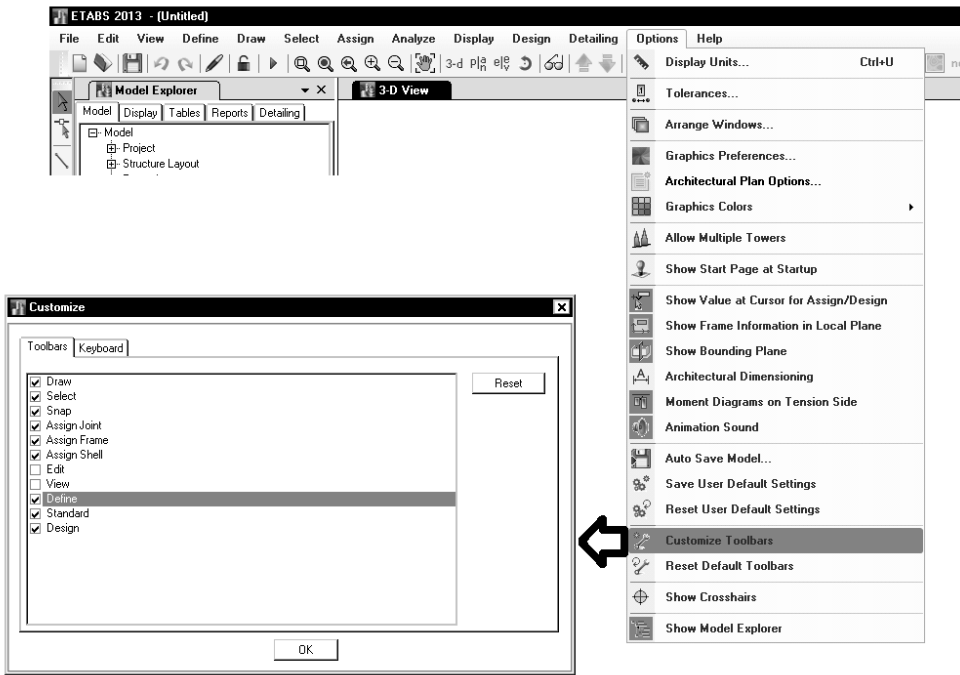 ETABS 2013 - (Untitled)
File Edit View Define Draw Select Assign Analyze Display Design Detailing Options Help
3-d
Model Explorer
3-D View
Model Display Tables Reports Detailing
Model
Project
Structure Layout
Display Units... Ctrl+U
Tolerances...
Arrange Windows...
Graphics Preferences...
Architectural Plan Options...
Graphics Colors
Allow Multiple Towers
Show Start Page at Startup
Show Value at Cursor for Assign/Design
Show Frame Information in Local Plane
Show Bounding Plane
Architectural Dimensioning
Moment Diagrams on Tension Side
Animation Sound
Auto Save Model...
Save User Default Settings
Reset User Default Settings
Customize Toolbars
Reset Default Toolbars
Show Crosshairs
Show Model Explorer
Customize
Toolbars Keyboard
Draw
Select
Snap
Assign Joint
Assign Frame
Assign Shell
Edit
View
Define
Standard
Design
Reset
OK